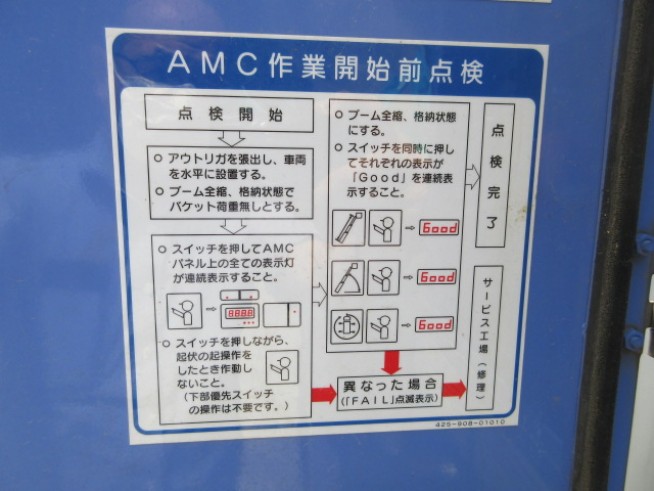 AMC作業開始前点検
点検開始
○ アウトリガを張出し、車両
を水平に設置する。
○ ブーム全縮、格納状態で
バケット荷重無しとする。
○ スイッチを押してAMC
パネル上の全ての表示灯
が連続表示すること。
8888
○ スイッチを押しながら、
起伏の起操作を
したとき作動し
ないこと。
(下部優先スイッチ
の操作は不要です。)
○ ブーム全縮、格納状態
にする。
○ スイッチを同時に押し
てそれぞれの表示が
「Good」を連続表
示すること。
Good
Good
Good
異なった場合
(「FAIL」点滅表示)
点検完了
サービス工場(修理)
425-908-01010